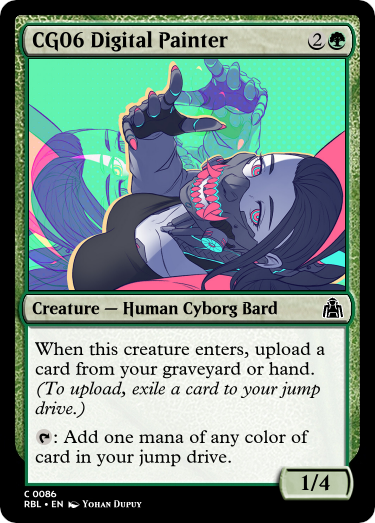 CG06 Digital Painter 2
Creature — Human Cyborg Bard
When this creature enters, upload a
card from your graveyard or hand.
(To upload, exile a card to your jump
drive.)
: Add one mana of any color of
card in your jump drive.
1/4
C 0086
RBL • EN Yohan Dupuy